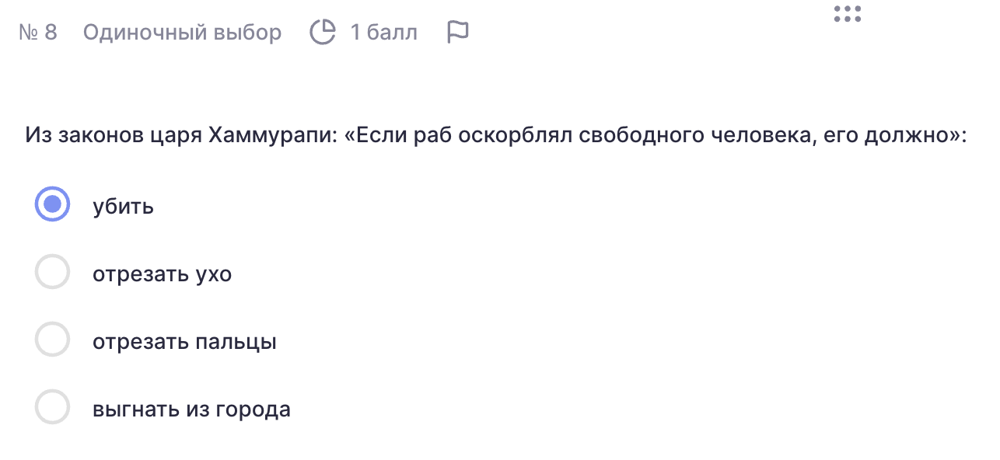 № 8 Одиночный выбор 1 балл
Из законов царя Хаммурапи: «Если раб оскорблял свободного человека, его должно»:
убить
отрезать ухо
отрезать пальцы
выгнать из города